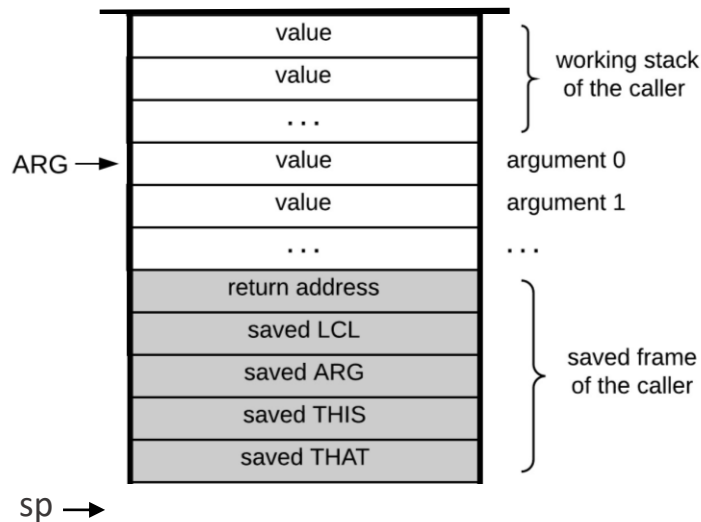 value
value
working stack
of the caller
. . .
ARG
value
argument 0
value
argument 1
. . .
. . .
return address
saved LCL
saved ARG
saved frame
of the caller
saved THIS
saved THAT
sp